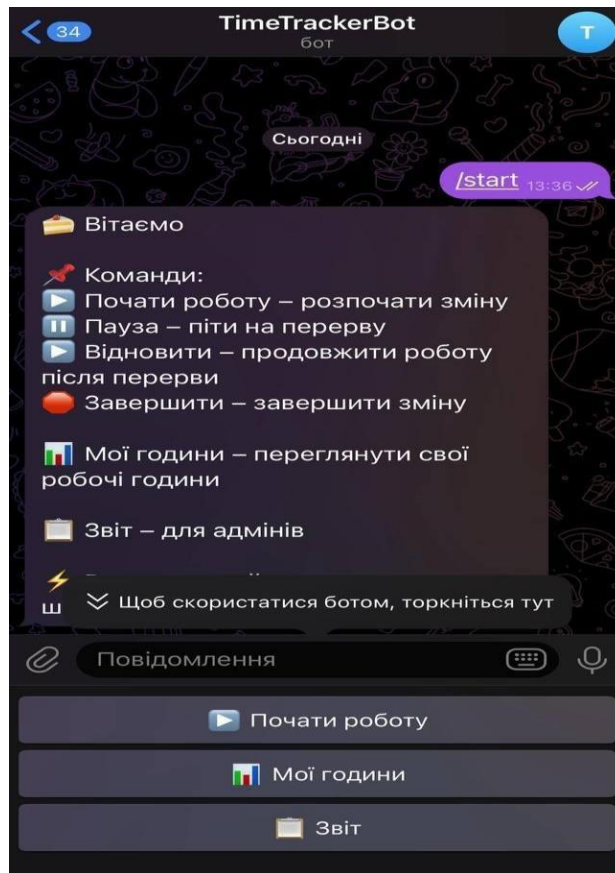 34
TimeTrackerBot
бот
T
Сьогодні
/start 13:36
🍰 Вітаємо
📌 Команди:
▶️ Почати роботу – розпочати зміну
⏸️ Пауза – піти на перерву
▶️ Відновити – продовжити роботу
після перерви
🛑 Завершити – завершити зміну
📊 Мої години – переглянути свої
робочі години
📋 Звіт – для адмінів
⚡
Щоб скористатися ботом, торкніться тут
Повідомлення
▶️ Почати роботу
📊 Мої години
📋 Звіт